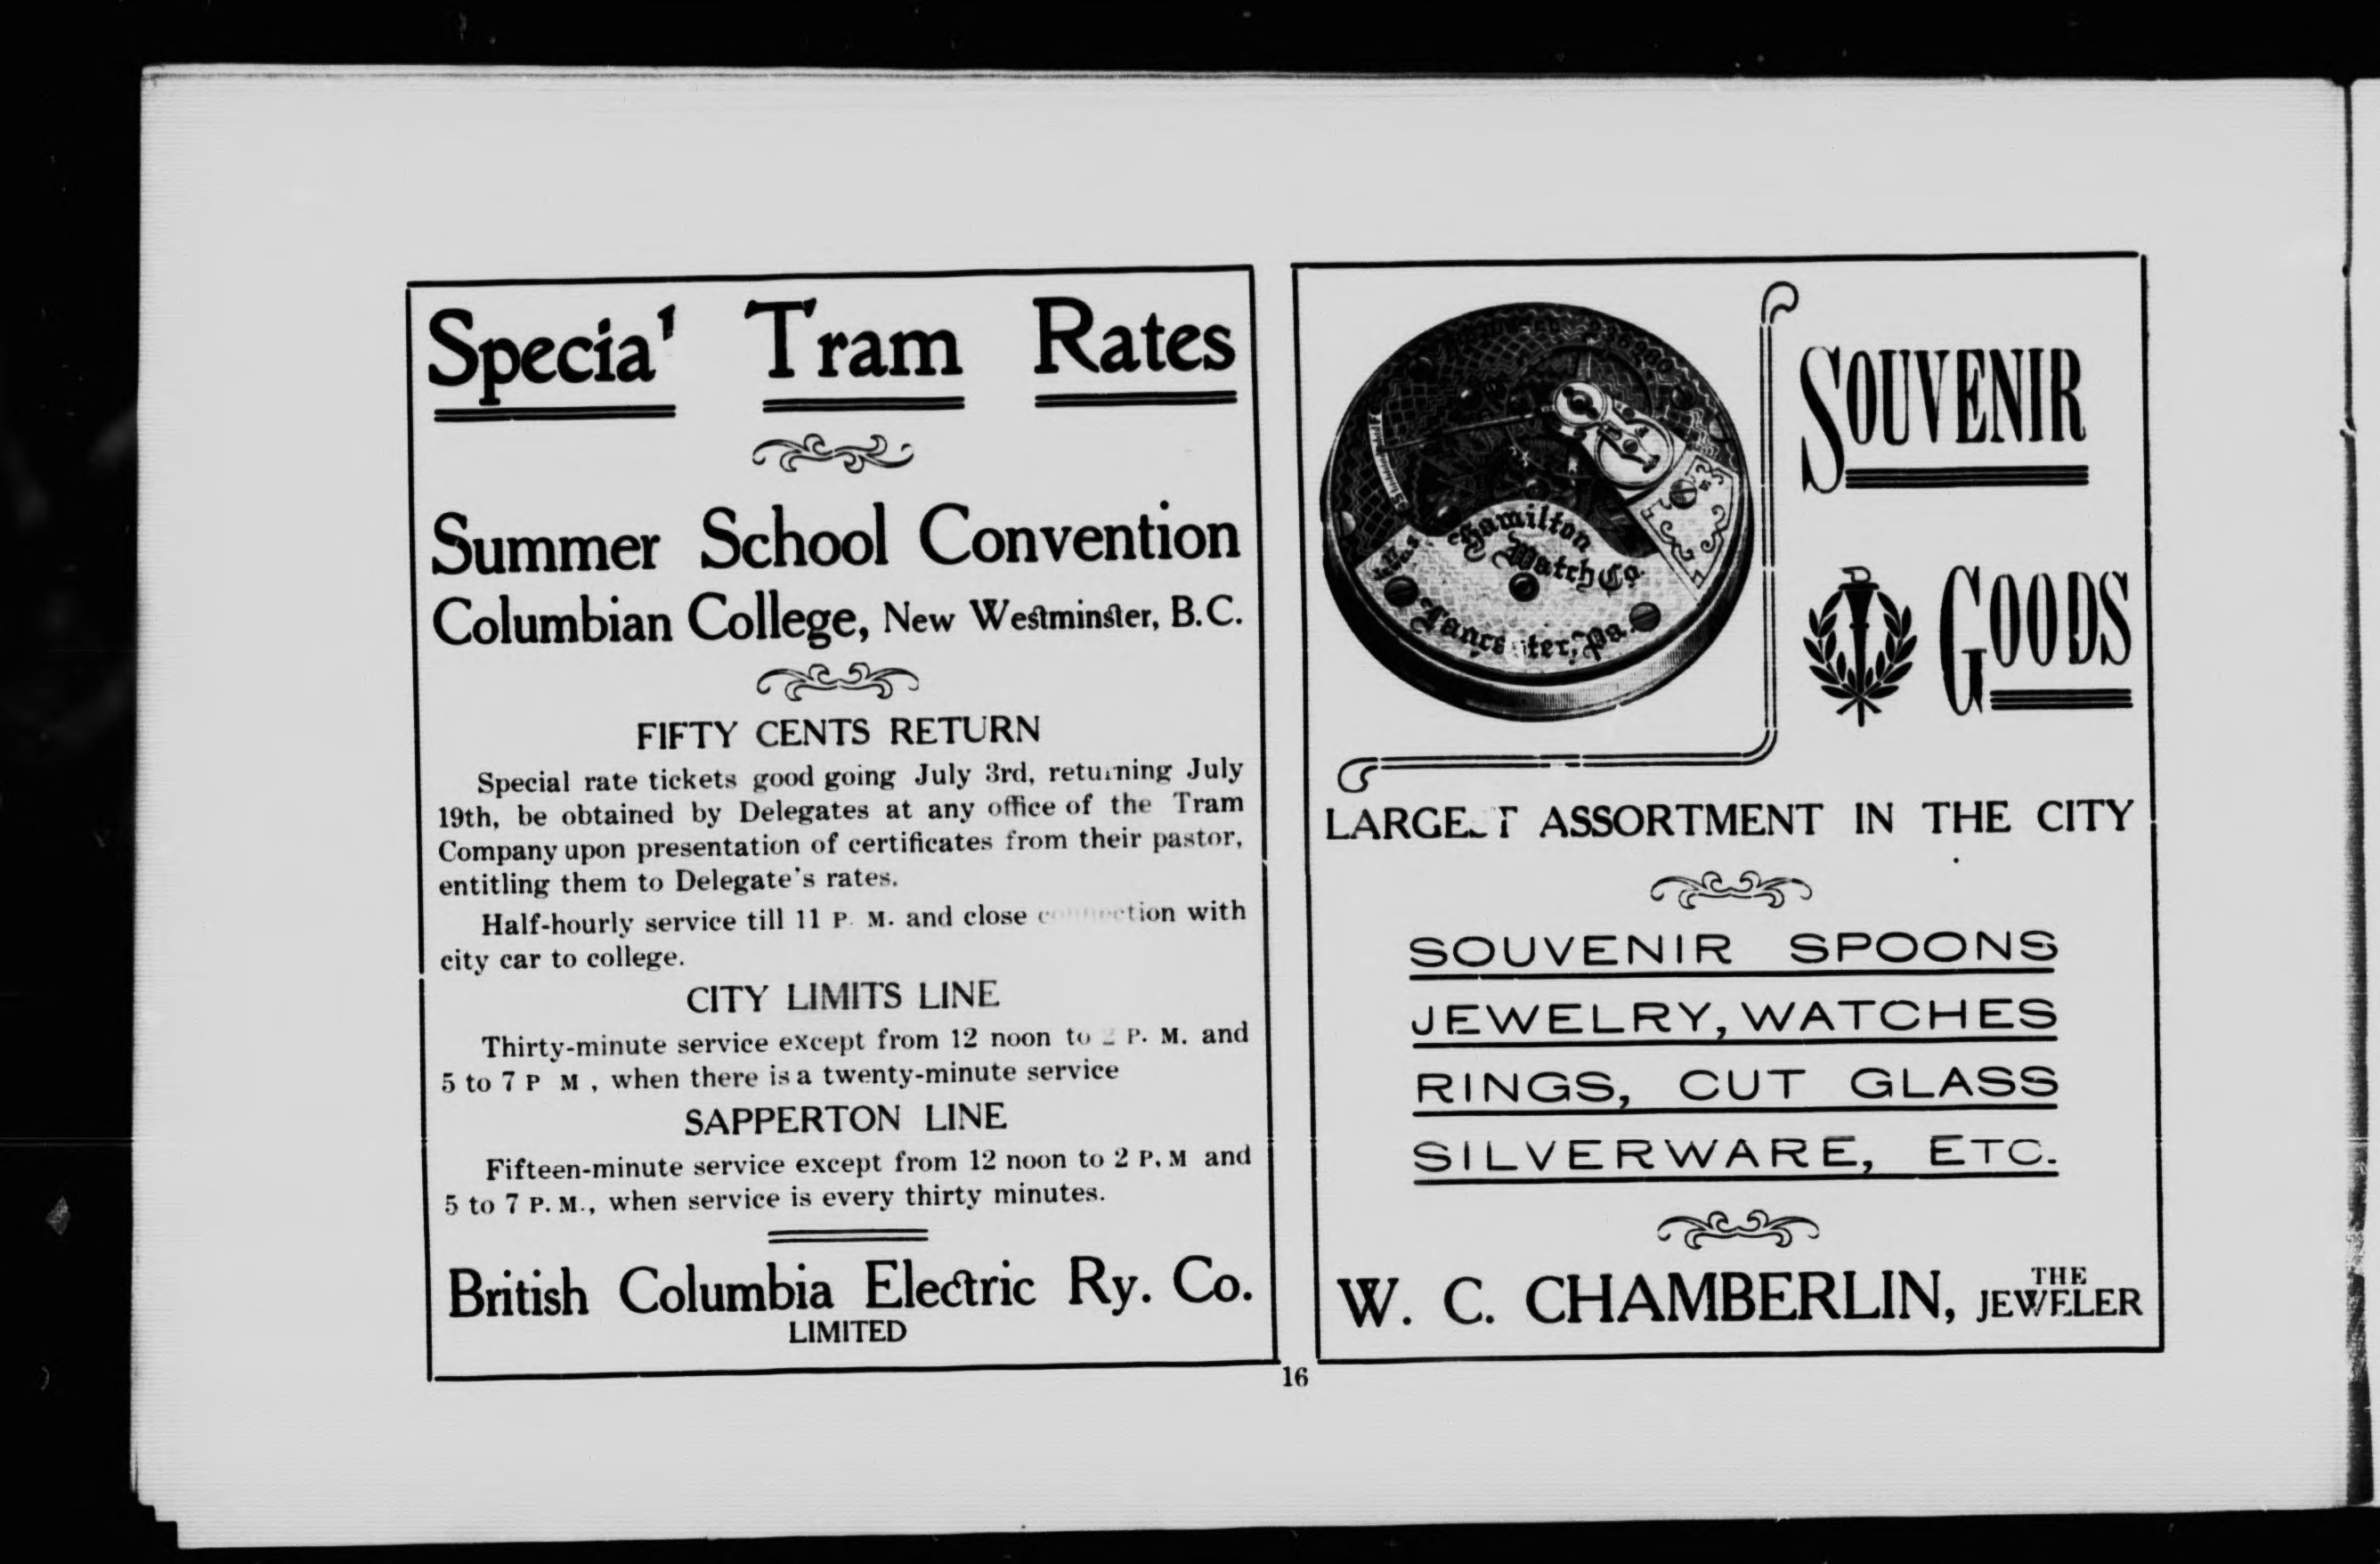 Special Tram Rates
Summer School Convention
Columbian College, New Westminster, B.C.
FIFTY CENTS RETURN
Special rate tickets good going July 3rd, returning July
19th, be obtained by Delegates at any office of the Tram
Company upon presentation of certificates from their pastor,
entitling them to Delegate's rates.
Half-hourly service till 11 P. M. and close connection with
city car to college.
CITY LIMITS LINE
Thirty-minute service except from 12 noon to 2 P. M. and
5 to 7 P M , when there is a twenty-minute service
SAPPERTON LINE
Fifteen-minute service except from 12 noon to 2 P. M and
5 to 7 P. M., when service is every thirty minutes.
British Columbia Electric Ry. Co.
LIMITED
Hamilton
Watch Co.
Lancaster, Pa.
SOUVENIR
GOODS
LARGEST ASSORTMENT IN THE CITY
SOUVENIR SPOONS
JEWELRY, WATCHES
RINGS, CUT GLASS
SILVERWARE, ETC.
W. C. CHAMBERLIN, THE
JEWELER
16